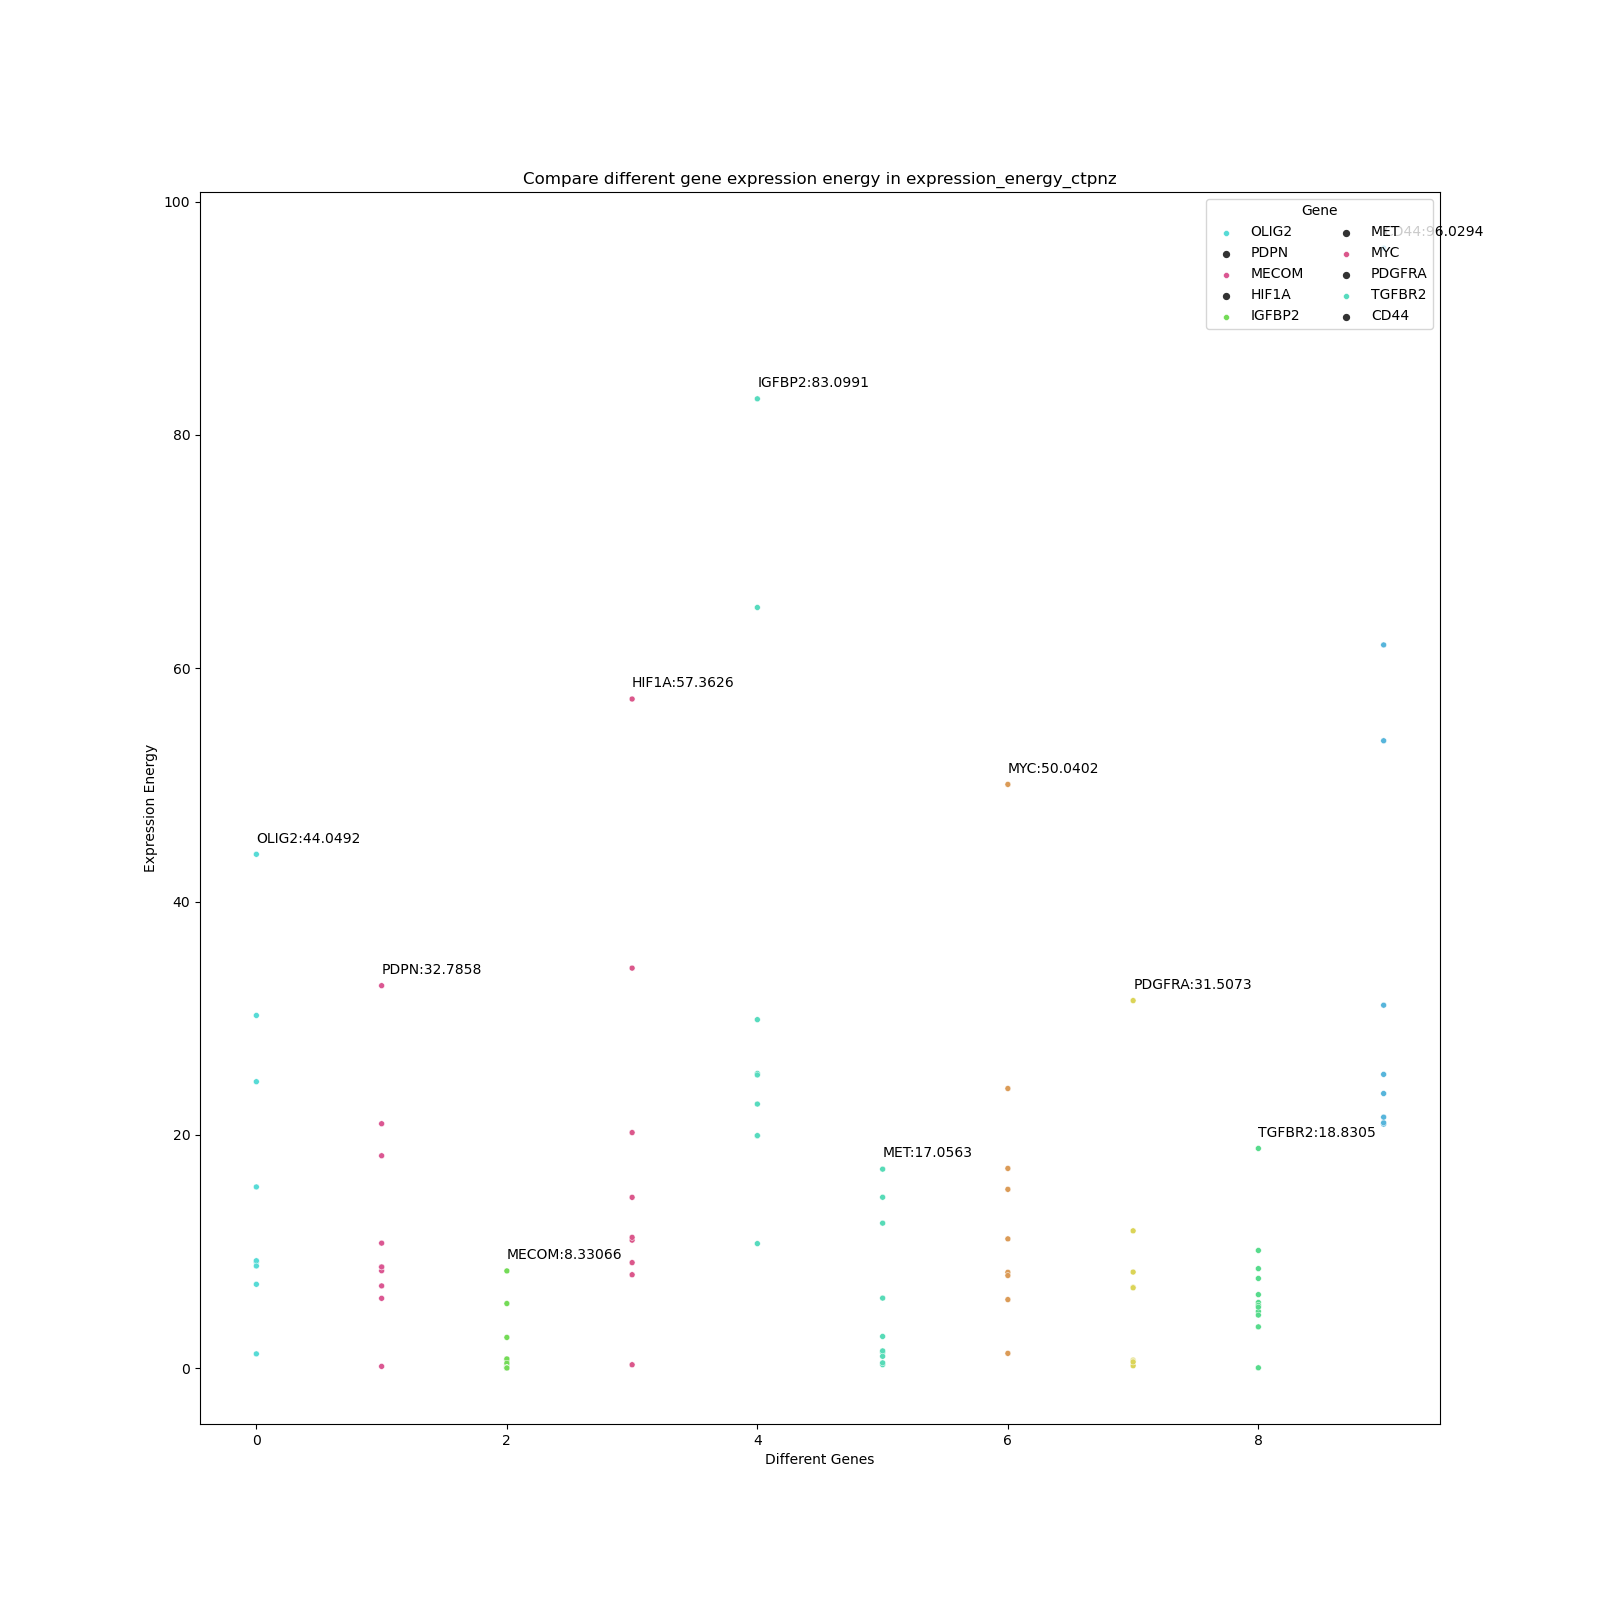 Compare different gene expression energy in expression_energy_ctpnz
100
Gene
OLIG2
MET
D44:96.0294
PDPN
MYC
MECOM
PDGFRA
HIF1A
TGFBR2
IGFBP2
CD44
IGFBP2:83.0991
80
HIF1A:57.3626
60
MYC:50.0402
Expression Energy
OLIG2:44.0492
40
PDPN:32.7858
PDGFRA:31.5073
20
TGFBR2:18.8305
MET:17.0563
MECOM:8.33066
0
0
2
4
6
8
Different Genes